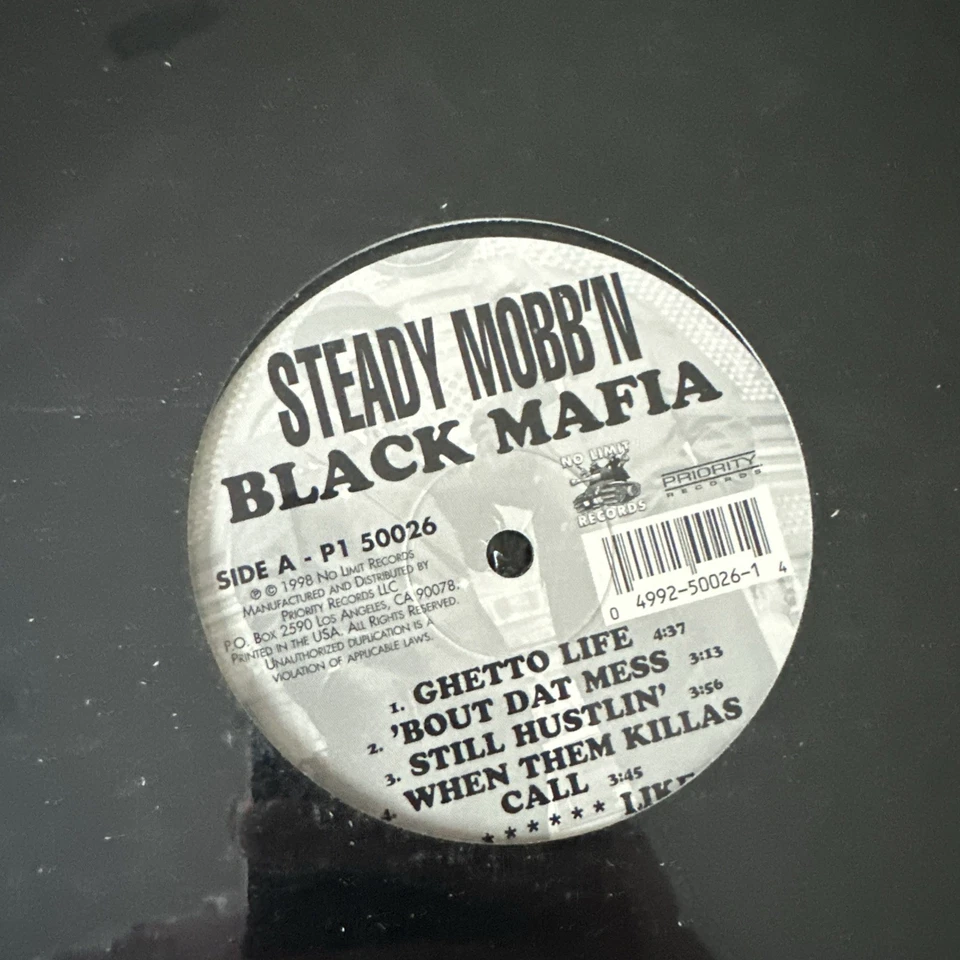 STEADY MOBB'N
BLACK MAFIA
NO LIMIT
RECORDS
PRIORITY
RECORDS
SIDE A - P1 50026
℗ © 1998 NO LIMIT RECORDS
MANUFACTURED AND DISTRIBUTED BY
PRIORITY RECORDS LLC
P.O. BOX 2590 LOS ANGELES, CA 90078.
PRINTED IN THE USA. ALL RIGHTS RESERVED.
UNAUTHORIZED DUPLICATION IS A
VIOLATION OF APPLICABLE LAWS.
0 4992-50026-1 4
1. GHETTO LIFE 4:37
2. 'BOUT DAT MESS 3:13
3. STILL HUSTLIN' 3:56
4. WHEN THEM KILLAS
CALL 3:45
****** LIKE